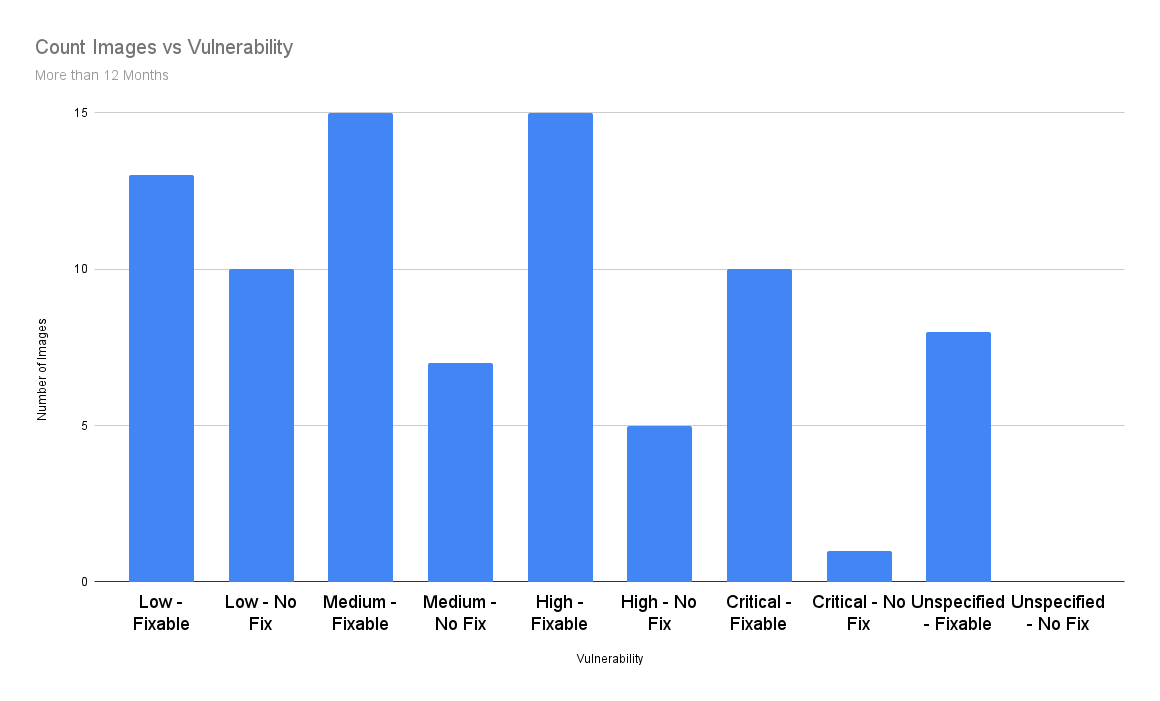 Count Images vs Vulnerability
More than 12 Months
15
10
5
0
Number of Images
Low -
Fixable
Low - No
Fix
Medium -
Fixable
Medium -
No Fix
High -
Fixable
High - No
Fix
Critical -
Fixable
Critical - No
Fix
Unspecified
- Fixable
Unspecified
- No Fix
Vulnerability